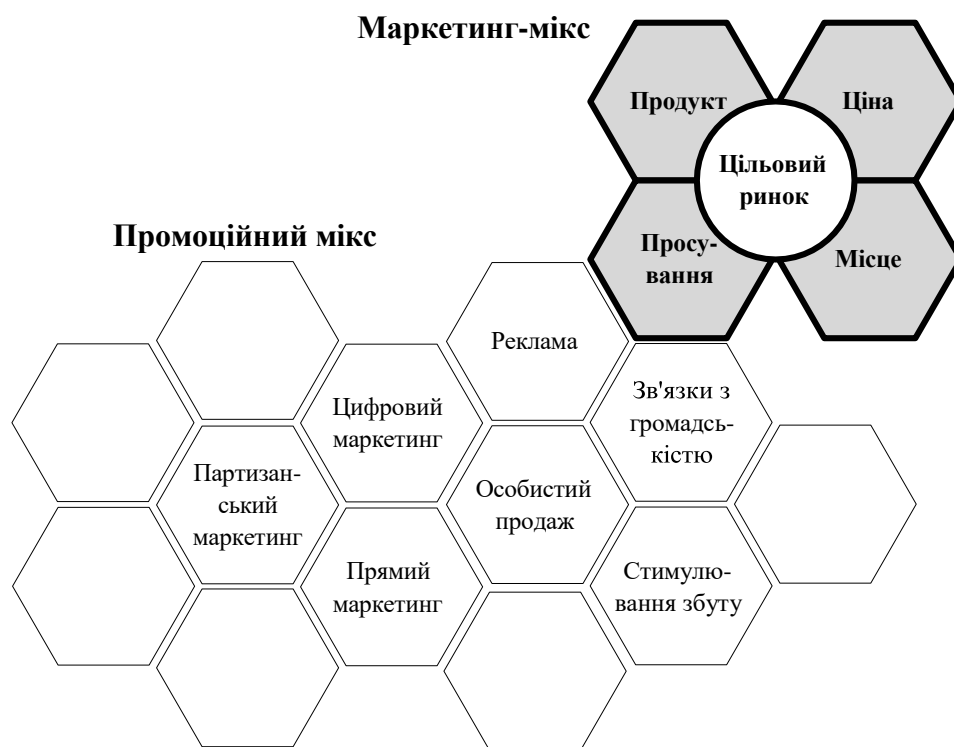 Маркетинг-мікс
Продукт
Ціна
Цільовий
ринок
Просу-
вання
Місце
Промоційний мікс
Реклама
Зв'язки з
громадсь-
кістю
Цифровий
маркетинг
Партизан-
ський
маркетинг
Особистий
продаж
Прямий
маркетинг
Стимулю-
вання збуту